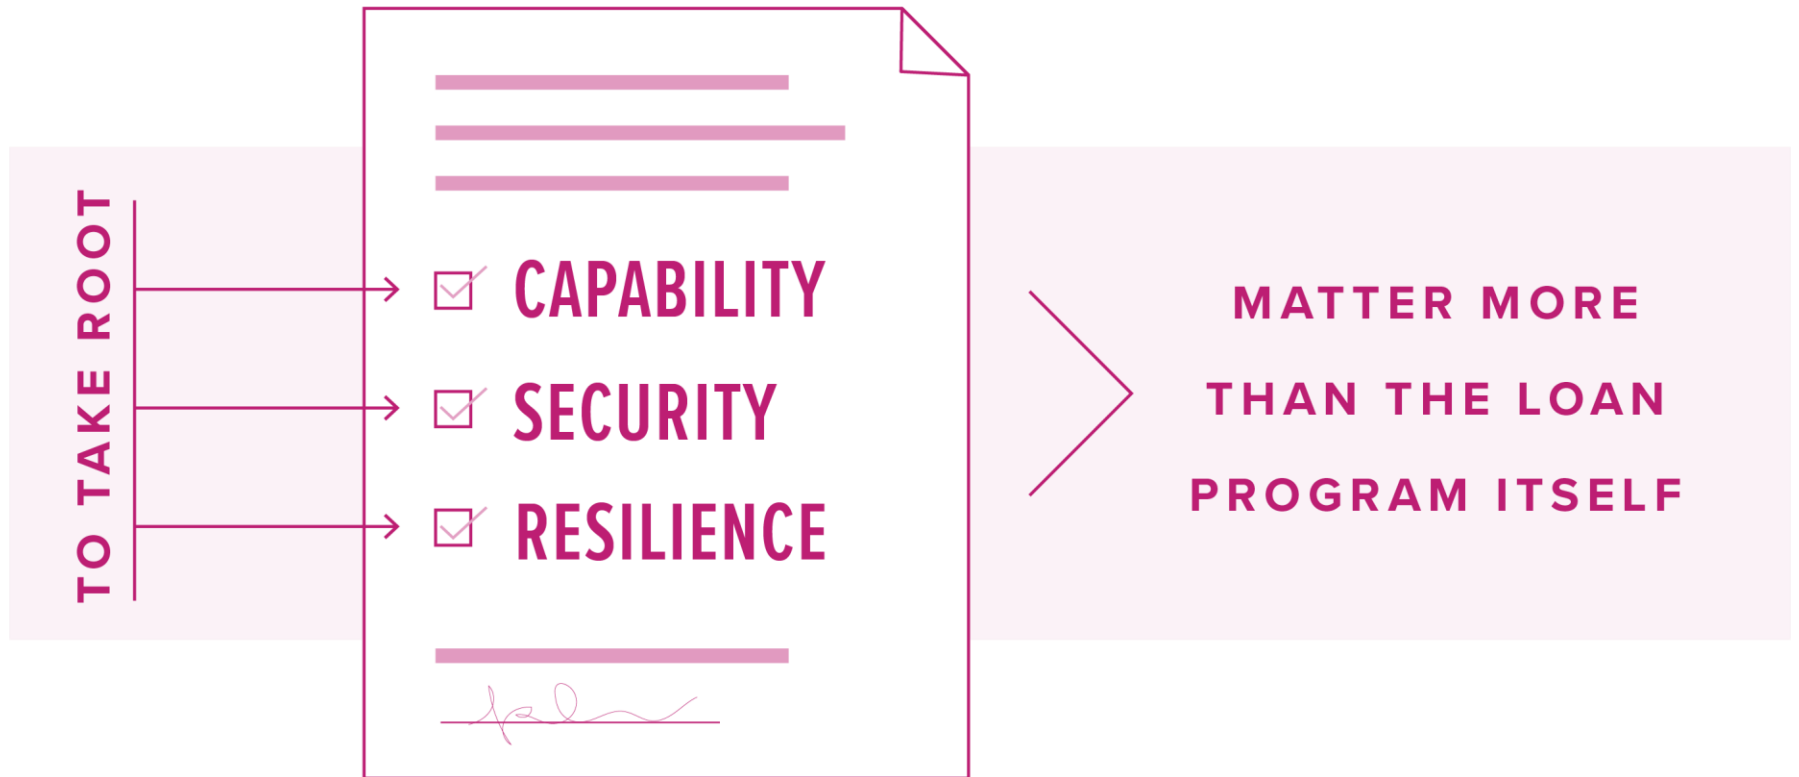 TO TAKE ROOT
CAPABILITY
SECURITY
RESILIENCE
MATTER MORE
THAN THE LOAN
PROGRAM ITSELF